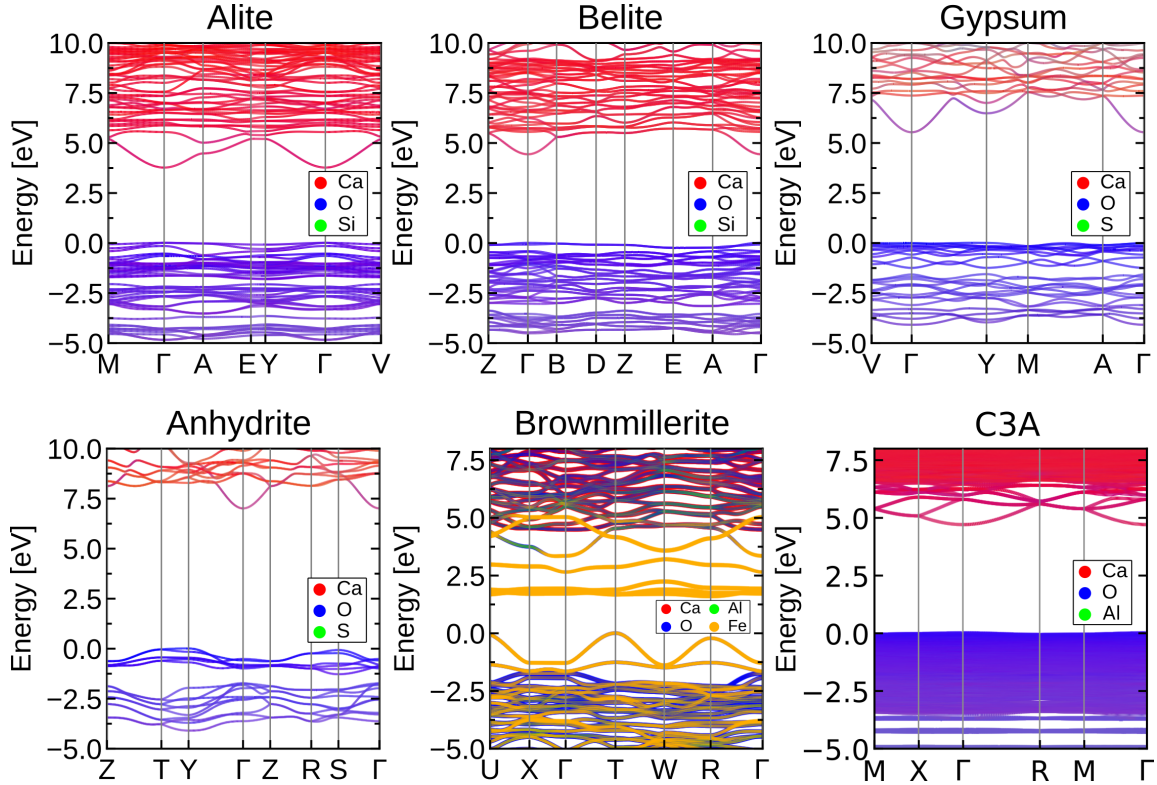 Alite
Energy [eV]
10.0
7.5
5.0
2.5
0.0
−2.5
−5.0
Ca
O
Si
M Γ A E Y Γ V
Belite
Energy [eV]
10.0
7.5
5.0
2.5
0.0
−2.5
−5.0
Ca
O
Si
Z Γ B D Z E A Γ
Gypsum
Energy [eV]
10.0
7.5
5.0
2.5
0.0
−2.5
−5.0
Ca
O
S
V Γ Y M A Γ
Anhydrite
Energy [eV]
10.0
7.5
5.0
2.5
0.0
−2.5
−5.0
Ca
O
S
Z T Y Γ Z R S Γ
Brownmillerite
Energy [eV]
7.5
5.0
2.5
0.0
−2.5
−5.0
Ca Al
O Fe
U X Γ T W R Γ
C3A
Energy [eV]
7.5
5.0
2.5
0.0
−2.5
−5.0
Ca
O
Al
M X Γ R M Γ